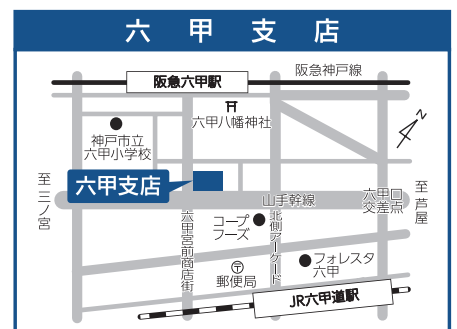 六甲支店
阪急神戸線
阪急六甲駅
六甲八幡神社
神戸市立
六甲小学校
N
六甲支店
至三ノ宮
山手幹線
六甲口
交差点
至芦屋
六甲宮前商店街
コープ
フーズ
北側アーケード
フォレスタ
六甲
〒
郵便局
JR六甲道駅